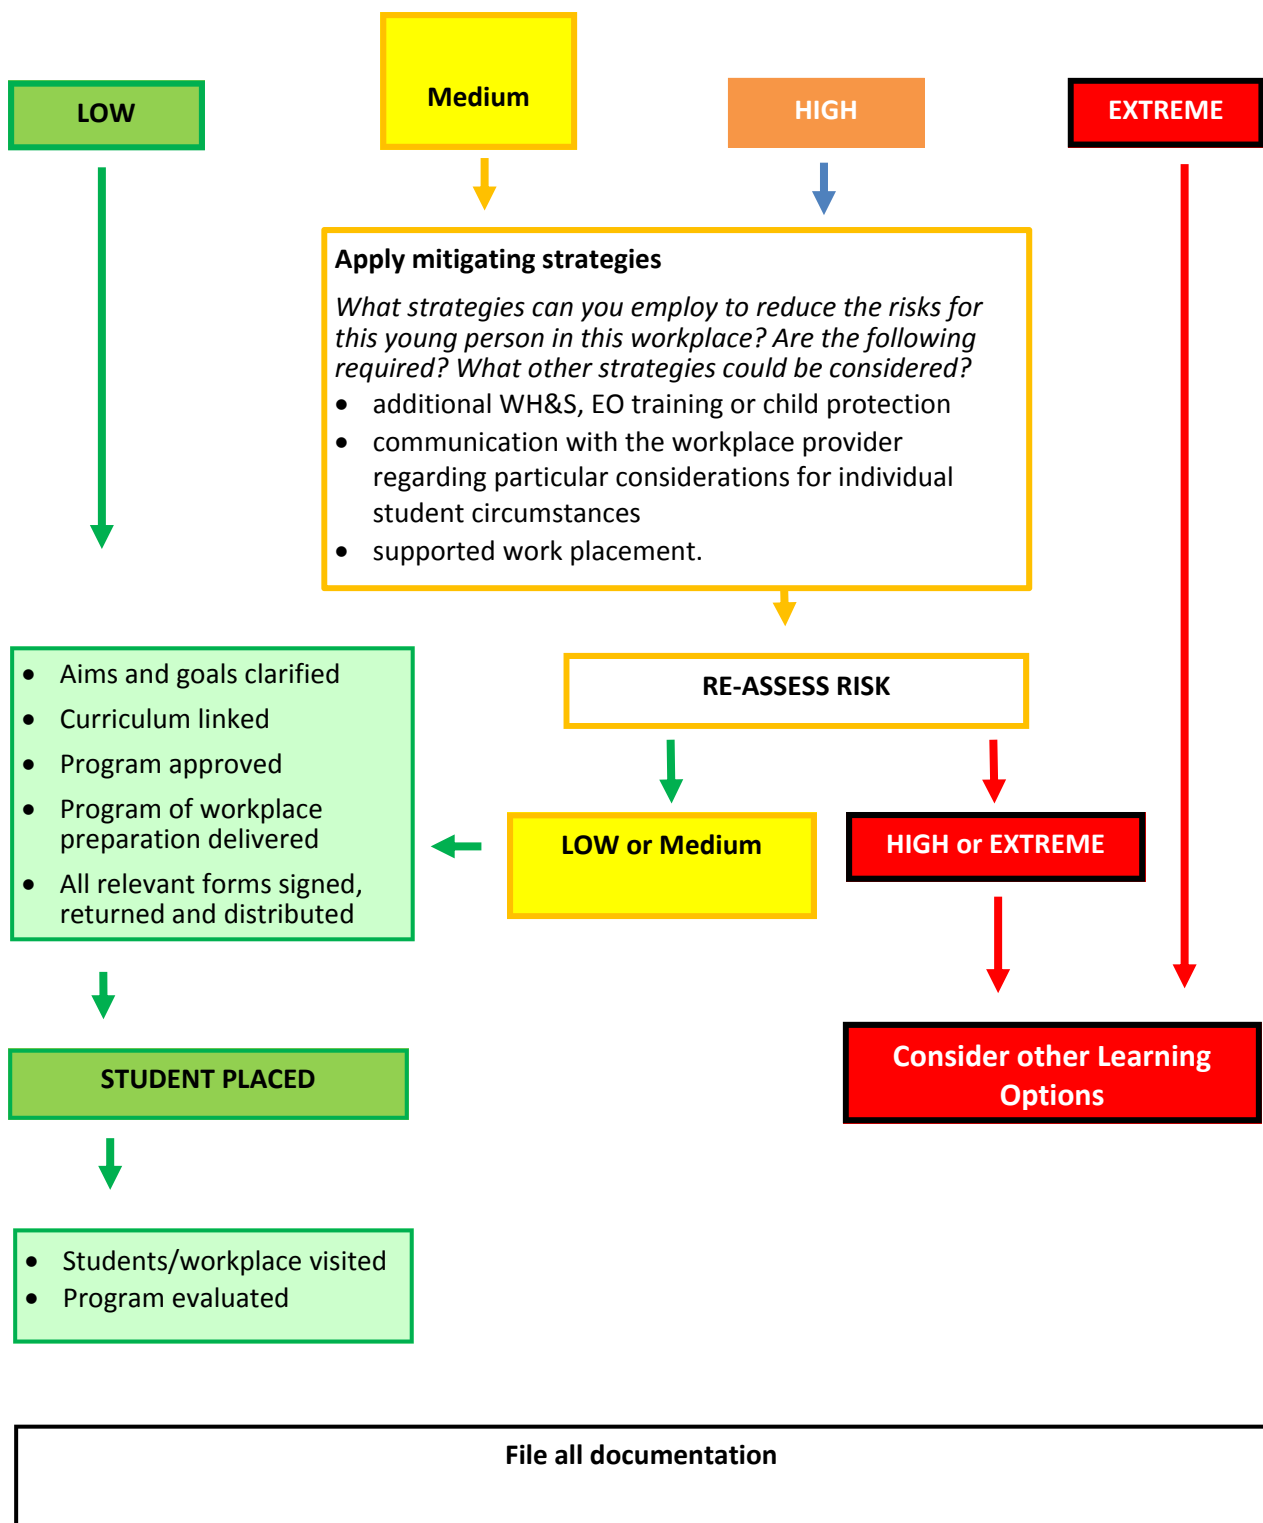 LOW
Medium
HIGH
EXTREME
Apply mitigating strategies
What strategies can you employ to reduce the risks for
this young person in this workplace? Are the following
required? What other strategies could be considered?
• additional WH&S, EO training or child protection
• communication with the workplace provider
regarding particular considerations for individual
student circumstances
• supported work placement.
RE-ASSESS RISK
• Aims and goals clarified
• Curriculum linked
• Program approved
• Program of workplace
preparation delivered
• All relevant forms signed,
returned and distributed
LOW or Medium
HIGH or EXTREME
STUDENT PLACED
Consider other Learning
Options
• Students/workplace visited
• Program evaluated
File all documentation